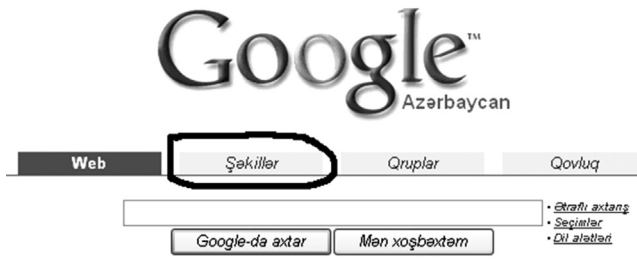 Google™
Azərbaycan
Web Şəkillər Qruplar Qovluq
• Ətraflı axtarış
• Seçimlər
• Dil alətləri
Google-da axtar Mən xoşbəxtəm